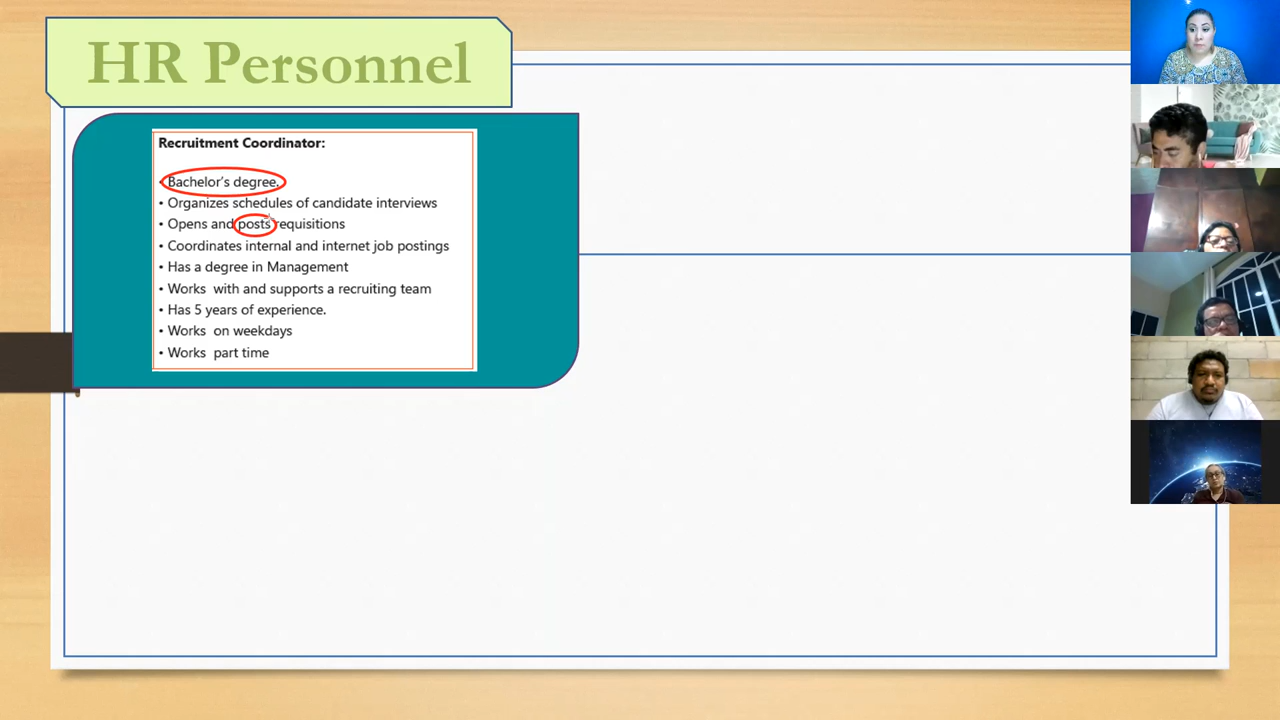 HR Personnel
Recruitment Coordinator:
• Bachelor's degree.
• Organizes schedules of candidate interviews
• Opens and posts requisitions
• Coordinates internal and internet job postings
• Has a degree in Management
• Works with and supports a recruiting team
• Has 5 years of experience.
• Works on weekdays
• Works part time